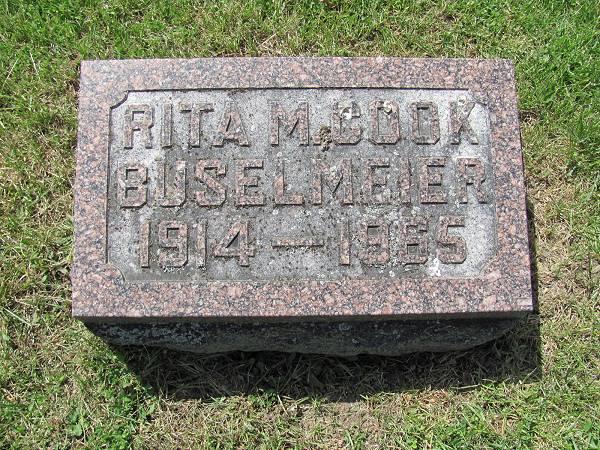 RITA M. COOK
BUSELMEIER
1914 — 1965